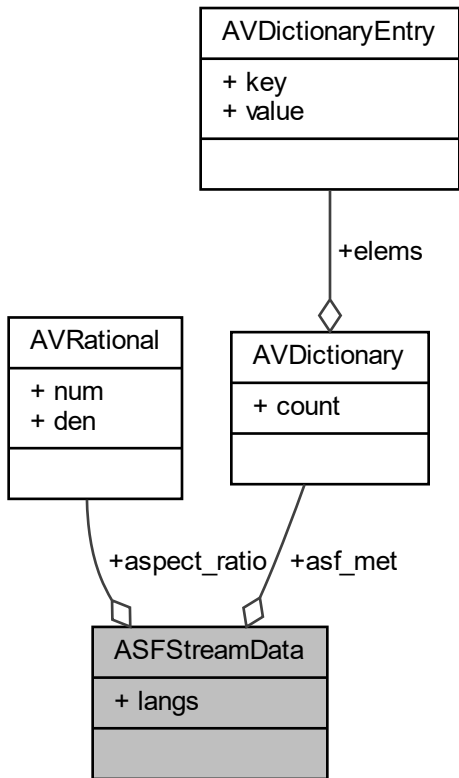 AVDictionaryEntry
+ key
+ value
+elems
AVRational
+ num
+ den
AVDictionary
+ count
+aspect_ratio
+asf_met
ASFStreamData
+ langs